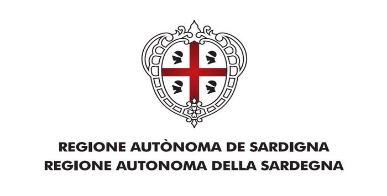 REGIONE AUTÒNOMA DE SARDIGNA
REGIONE AUTONOMA DELLA SARDEGNA